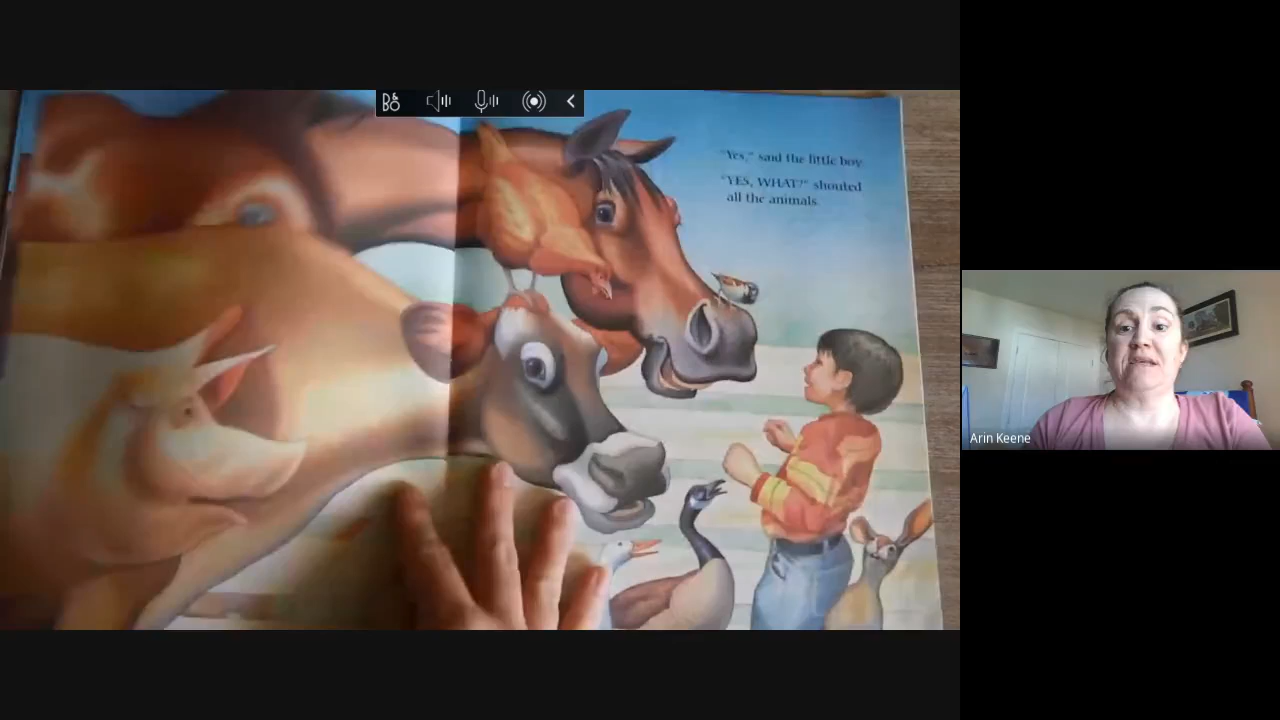 B&O
"Yes," said the little boy.
"YES, WHAT?" shouted
all the animals.
Arin Keene